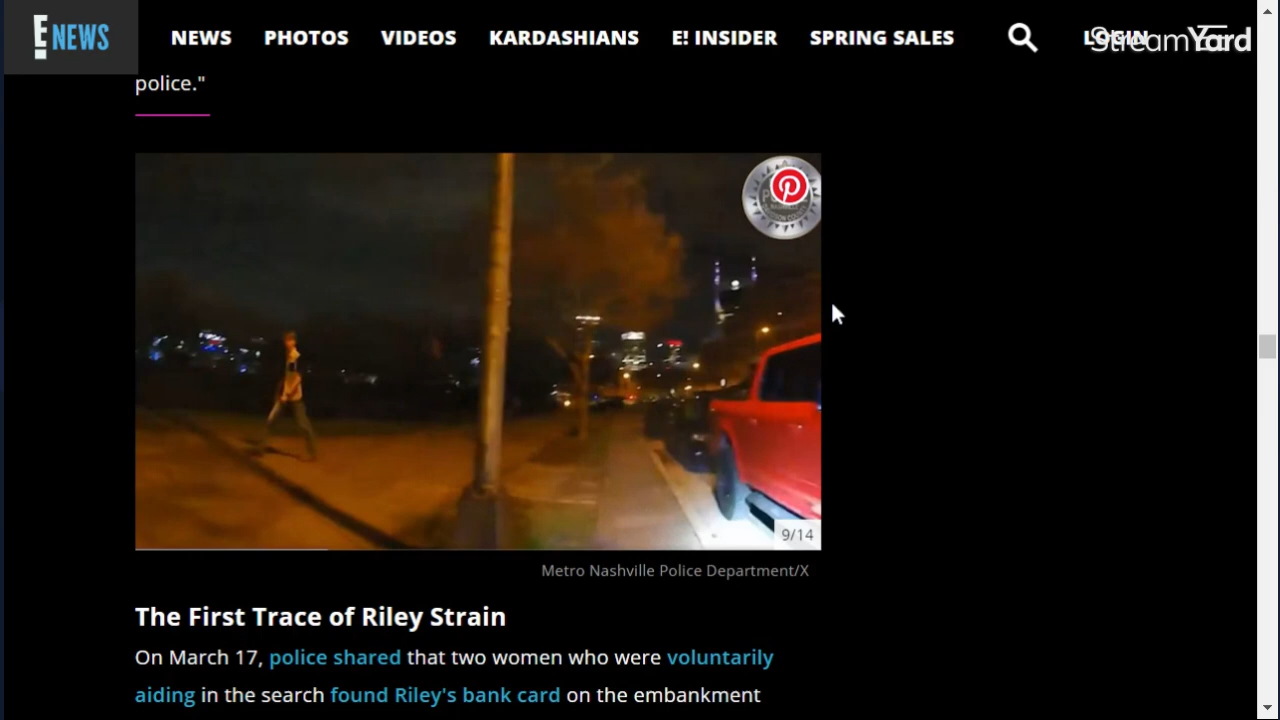 E NEWS
NEWS PHOTOS VIDEOS KARDASHIANS E! INSIDER SPRING SALES
StreamYard
police."
9/14
Metro Nashville Police Department/X
The First Trace of Riley Strain
On March 17, police shared that two women who were voluntarily
aiding in the search found Riley's bank card on the embankment